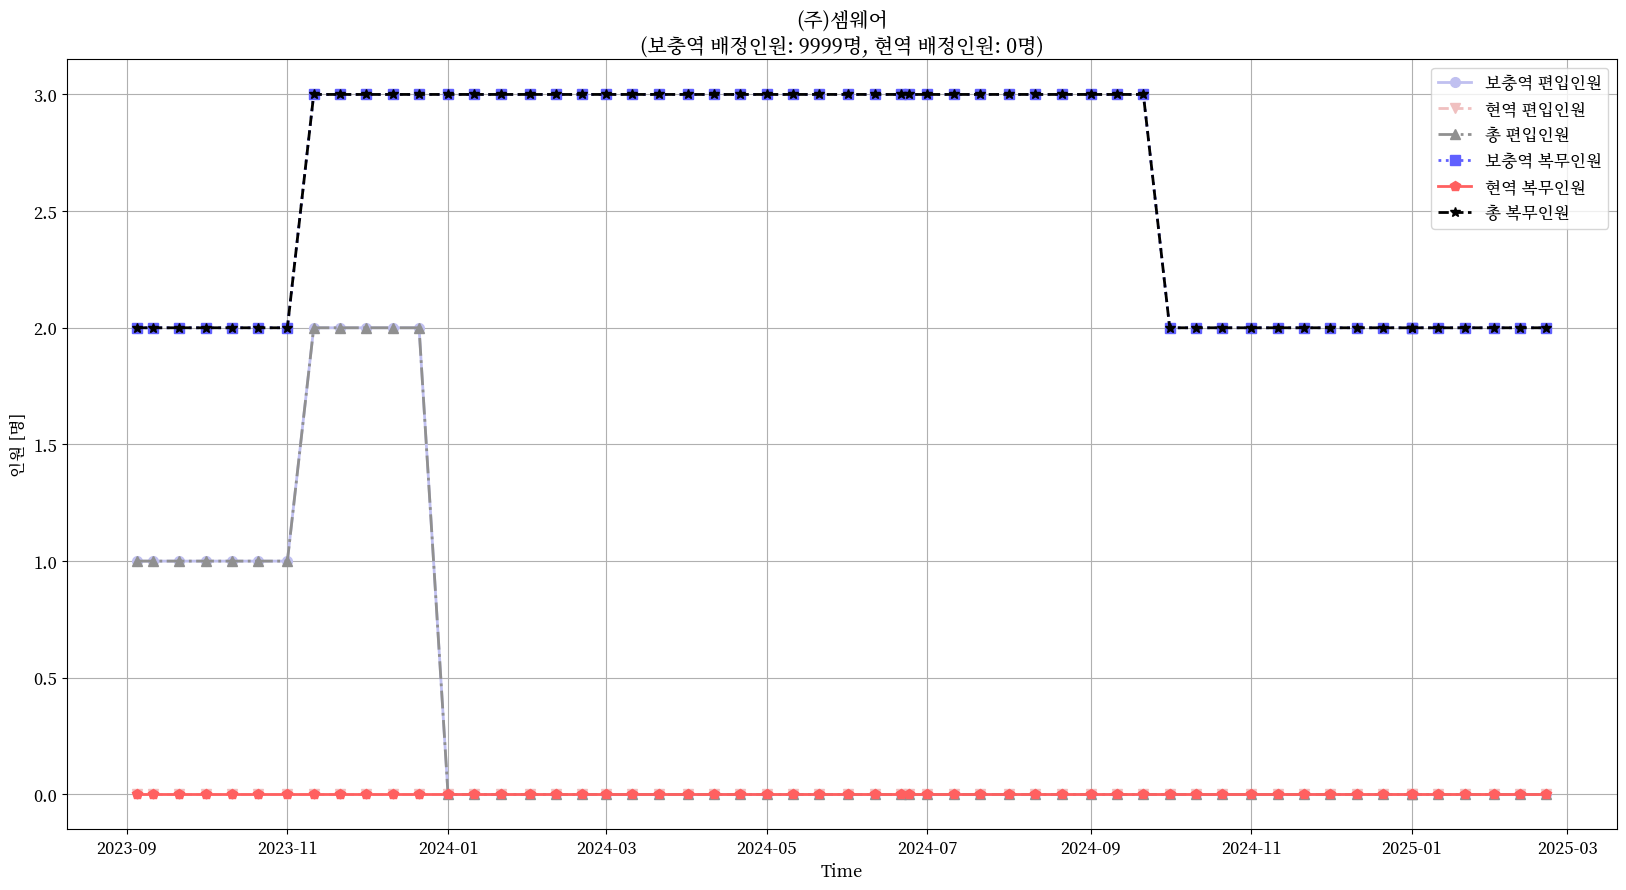 (주)셈웨어
(보충역 배정인원: 9999명, 현역 배정인원: 0명)
보충역 편입인원
현역 편입인원
총 편입인원
보충역 복무인원
현역 복무인원
총 복무인원
인원 [명]
3.0
2.5
2.0
1.5
1.0
0.5
0.0
2023-09
2023-11
2024-01
2024-03
2024-05
2024-07
2024-09
2024-11
2025-01
2025-03
Time